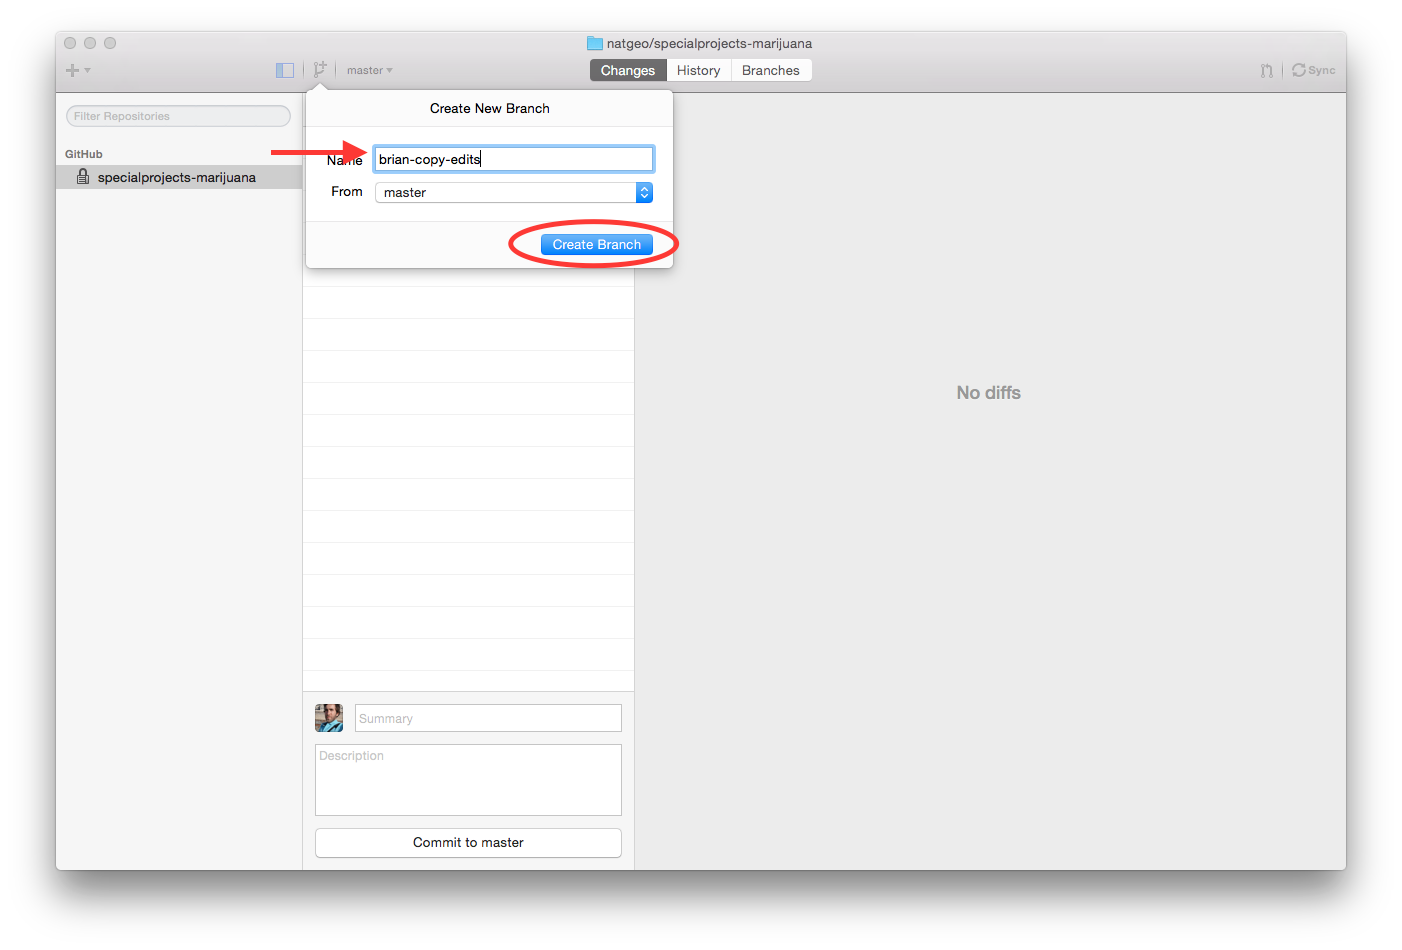 natgeo/specialprojects-marijuana
master
Changes
History
Branches
Sync
Filter Repositories
GitHub
specialprojects-marijuana
Create New Branch
Name
brian-copy-edits
From
master
Create Branch
No diffs
Summary
Description
Commit to master